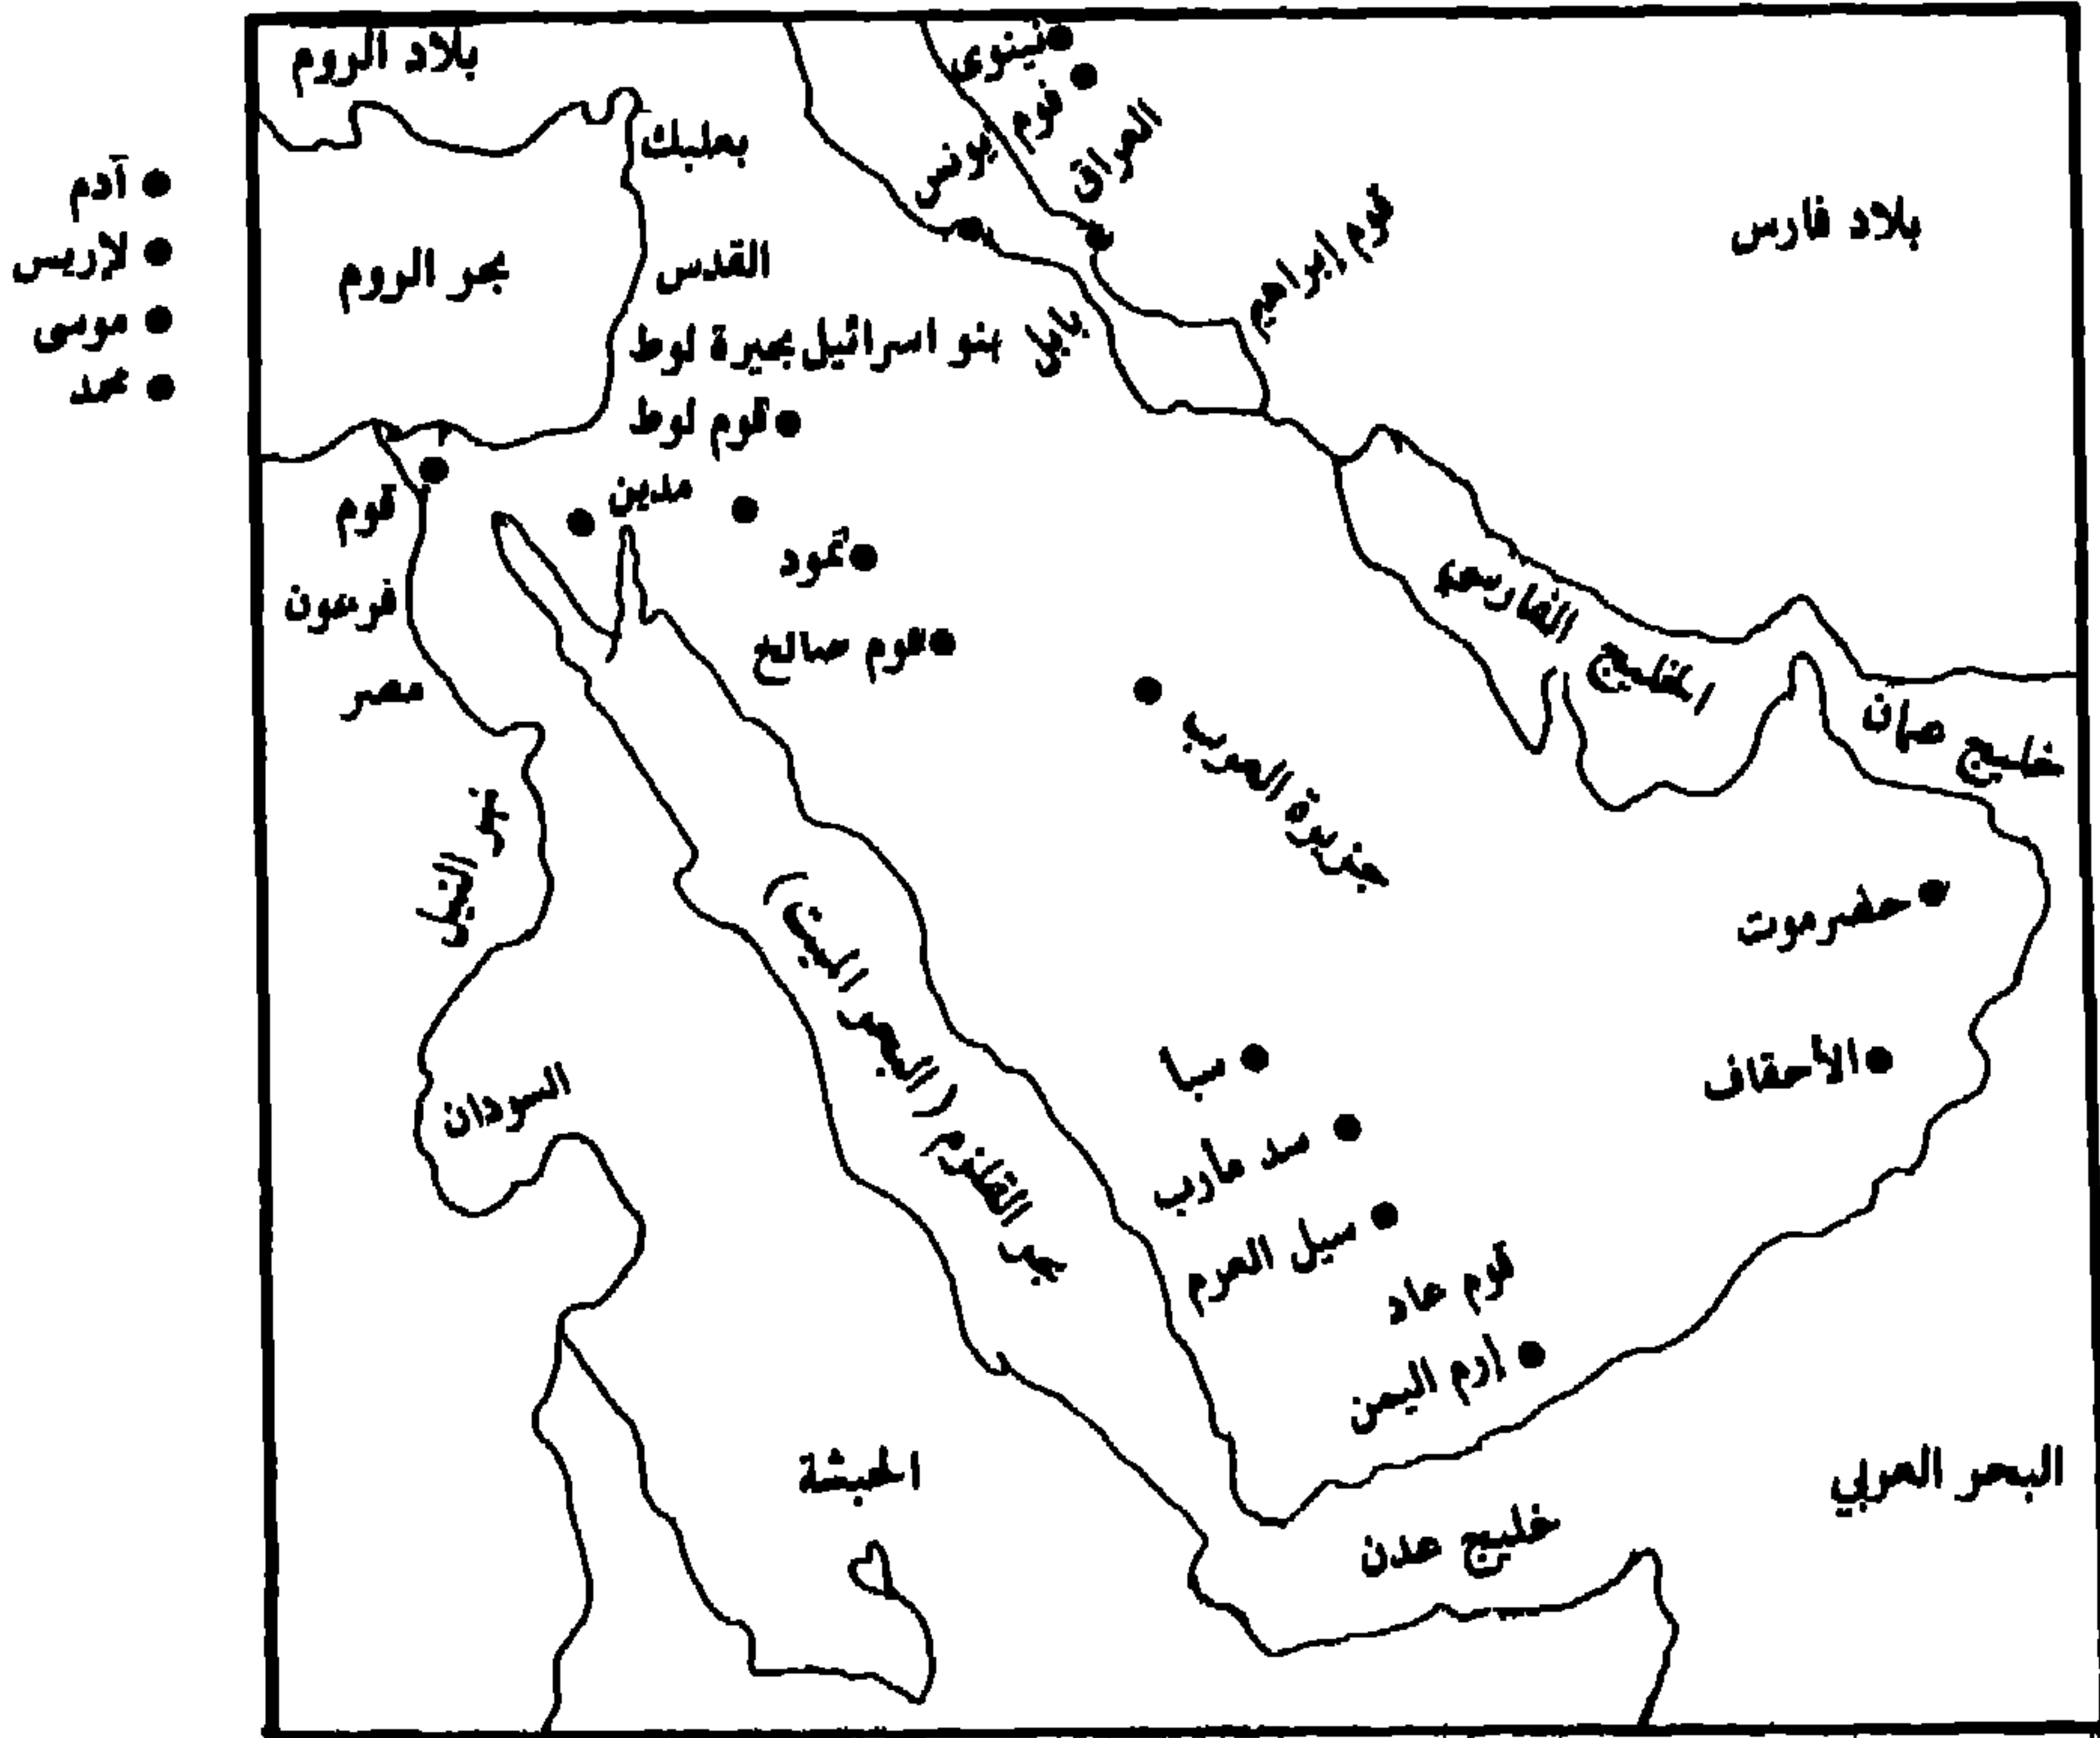 بلاد الروم
نينوى
قوم يونس
العراق
بعلبك
آدم
بلاد فارس
قوم ابراهيم
القدس
بحر الروم
موسى
محمد
بابل
بنو اسرائيل بحيرة لوط
قوم لوط
مدين
قوم
فرعون
مصر
ثمود
قوم صالح
الخليج الفارسي
خليج عمان
جزيرة العرب
نهر النيل
حضرموت
بحر القلزم (البحر
السودان
سبا
الاحقاف
سد مارب
سيل العرم
قوم عاد
ارم اليمن
الحبشة
البحر العربي
خليج عدن